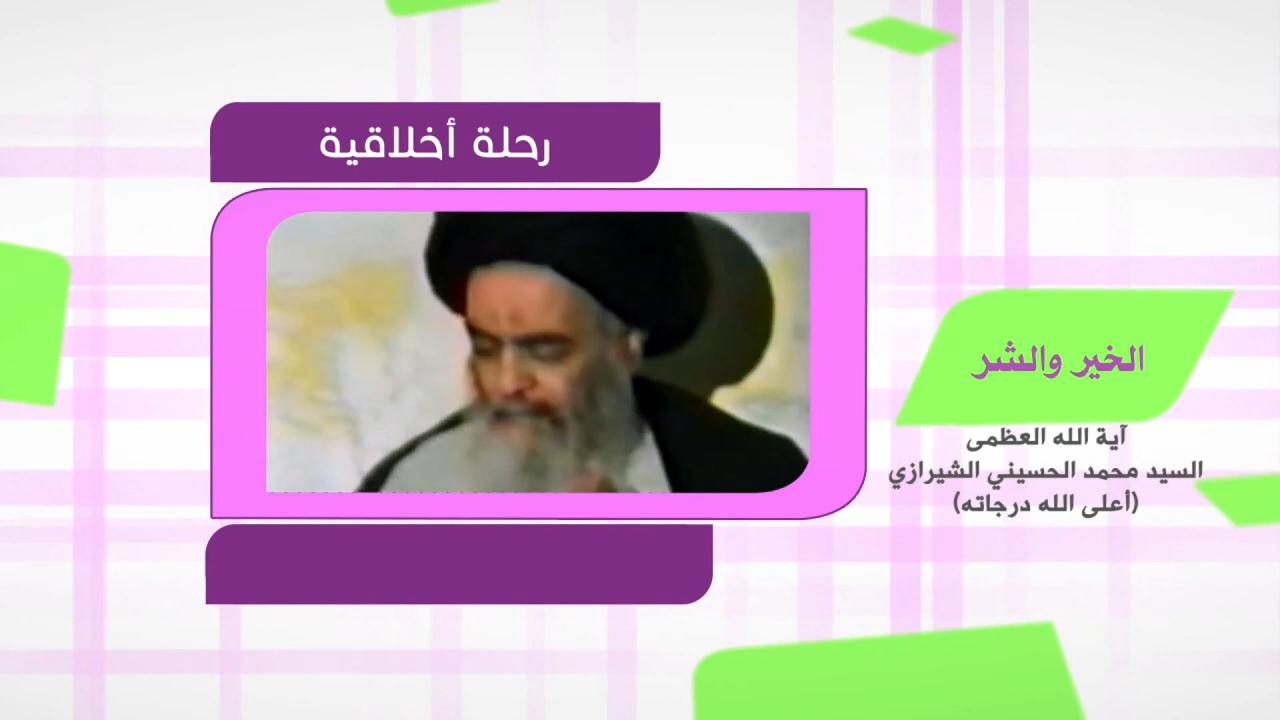 رحلة أخلاقية
الخير والشر
آية الله العظمى
السيد محمد الحسيني الشيرازي
(أعلى الله درجاته)